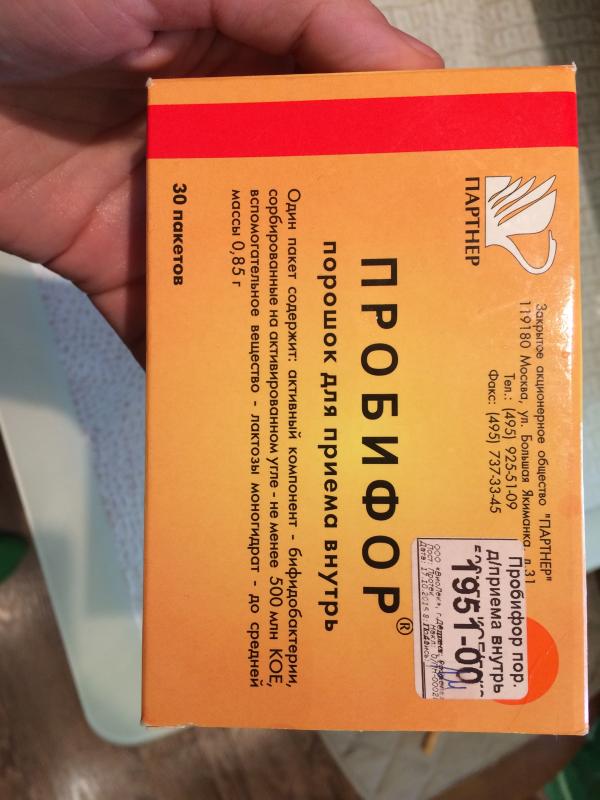 ПАРТНЕР
Закрытое акционерное общество "ПАРТНЕР"
119180 Москва, ул. Большая Якиманка, д.31
Тел.: (495) 925-51-09
Факс: (495) 737-33-45
ПРОБИФОР®
порошок для приема внутрь
Один пакет содержит: активный компонент - бифидобактерии,
сорбированные на активированном угле - не менее 500 млн КОЕ,
вспомогательное вещество - лактозы моногидрат - до средней
массы 0,85 г
30 пакетов
Пробифор пор.
д/приема внутрь
1951-00